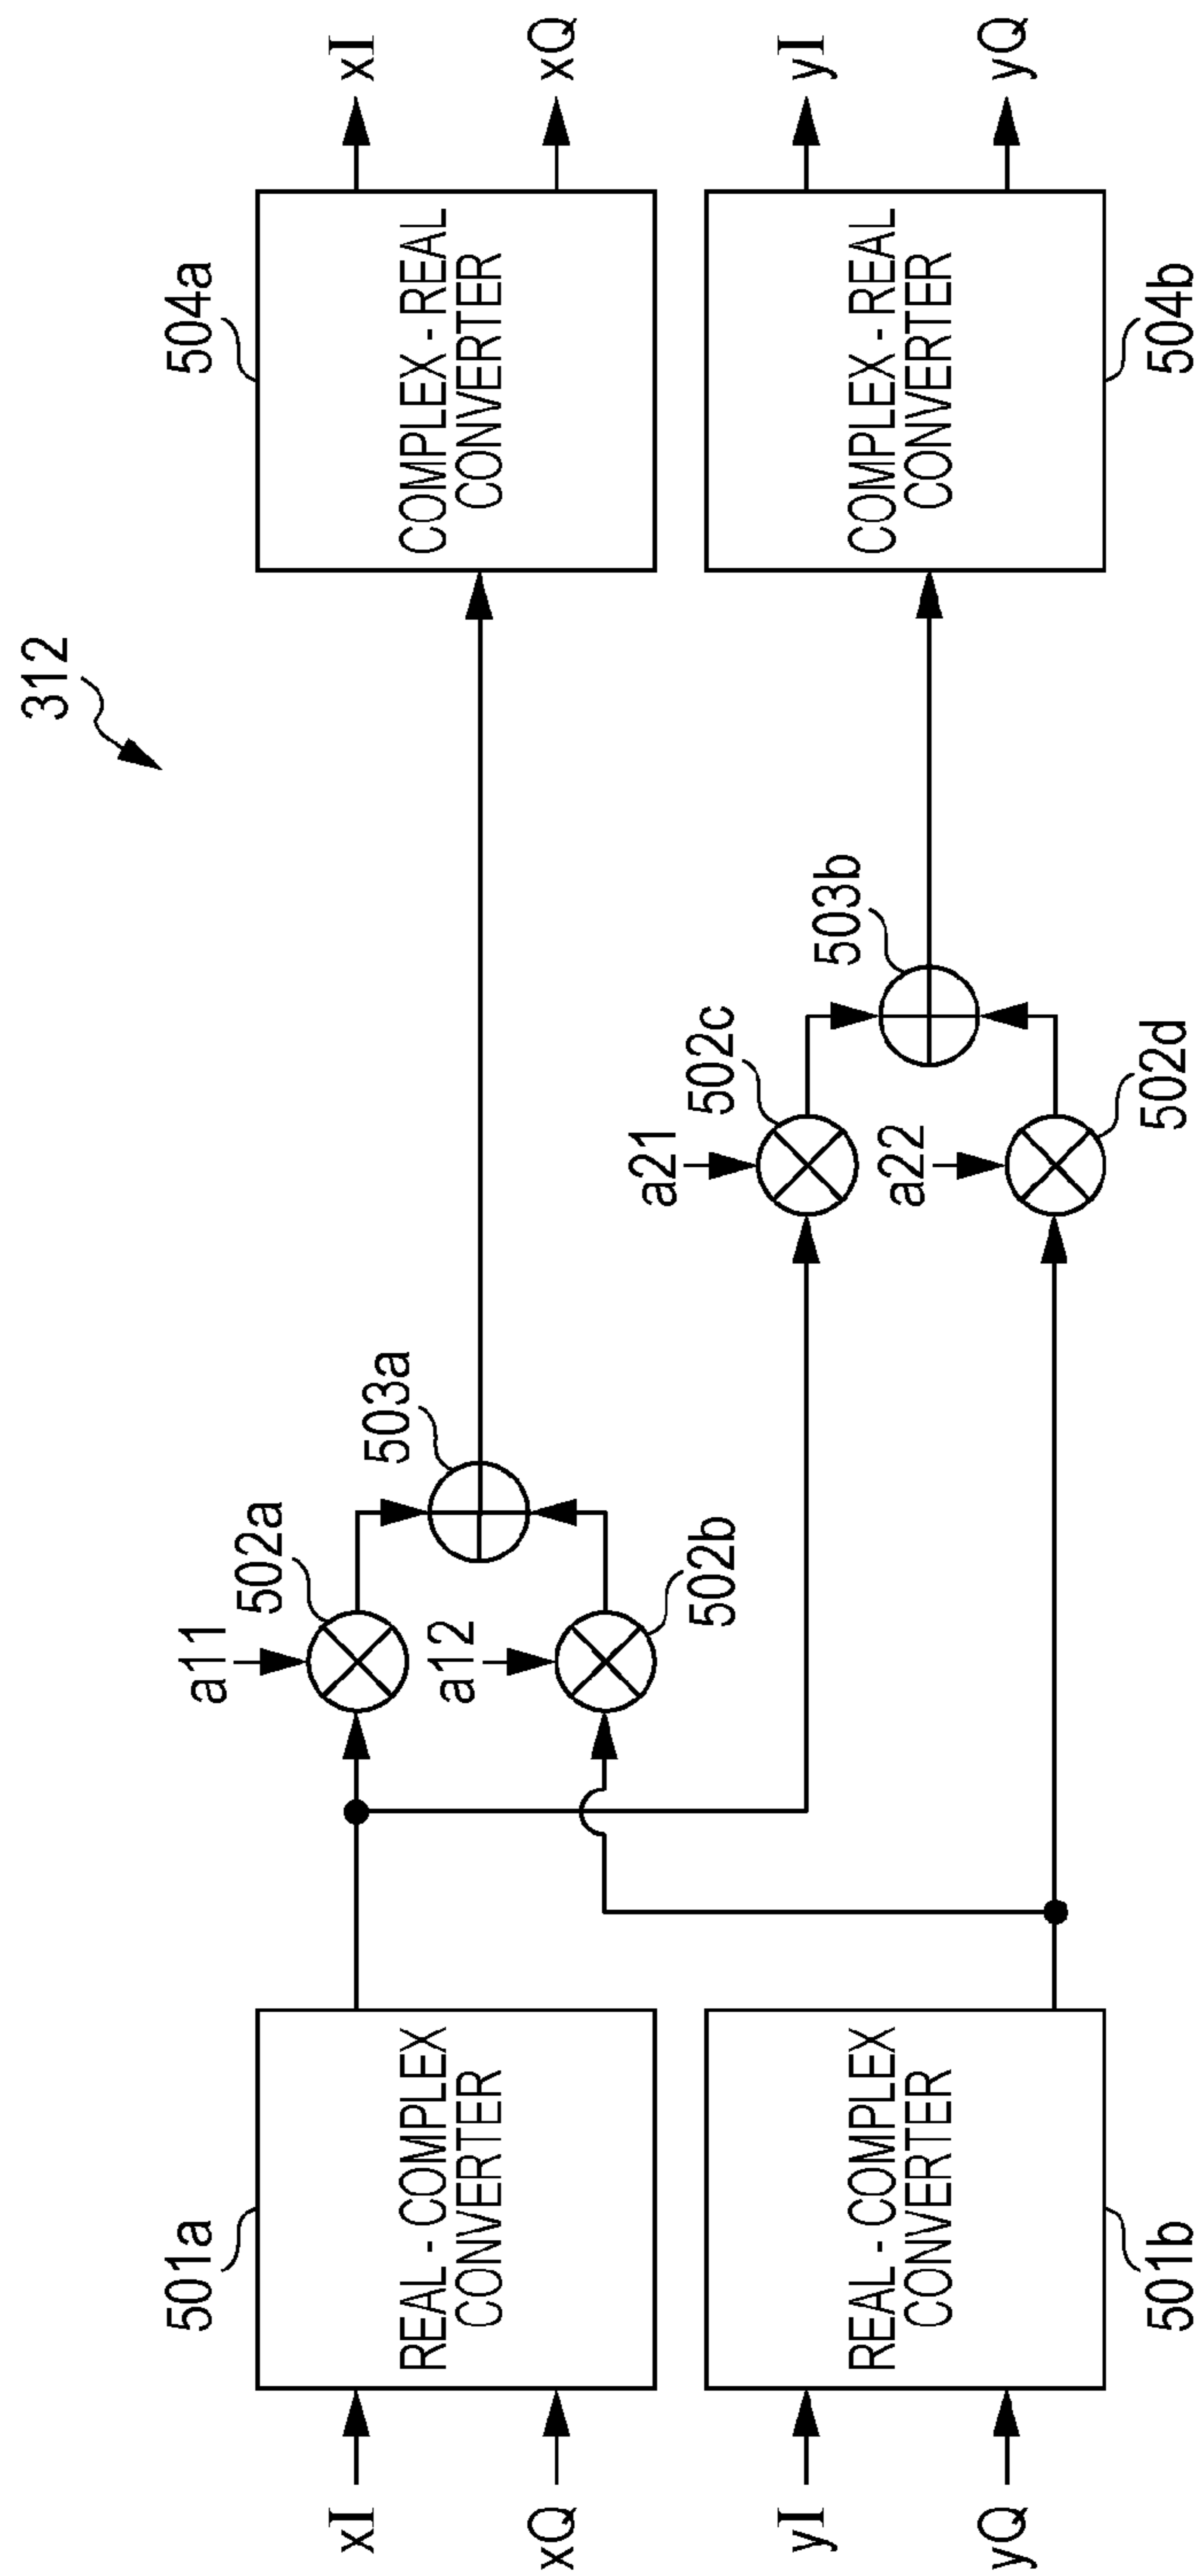 312
xI
xQ
yI
yQ
501a
REAL - COMPLEX
CONVERTER
REAL - COMPLEX
CONVERTER
501b
a11
502a
a12
502b
503a
a21
502c
a22
502d
503b
504a
COMPLEX - REAL
CONVERTER
COMPLEX - REAL
CONVERTER
504b
xI
xQ
yI
yQ